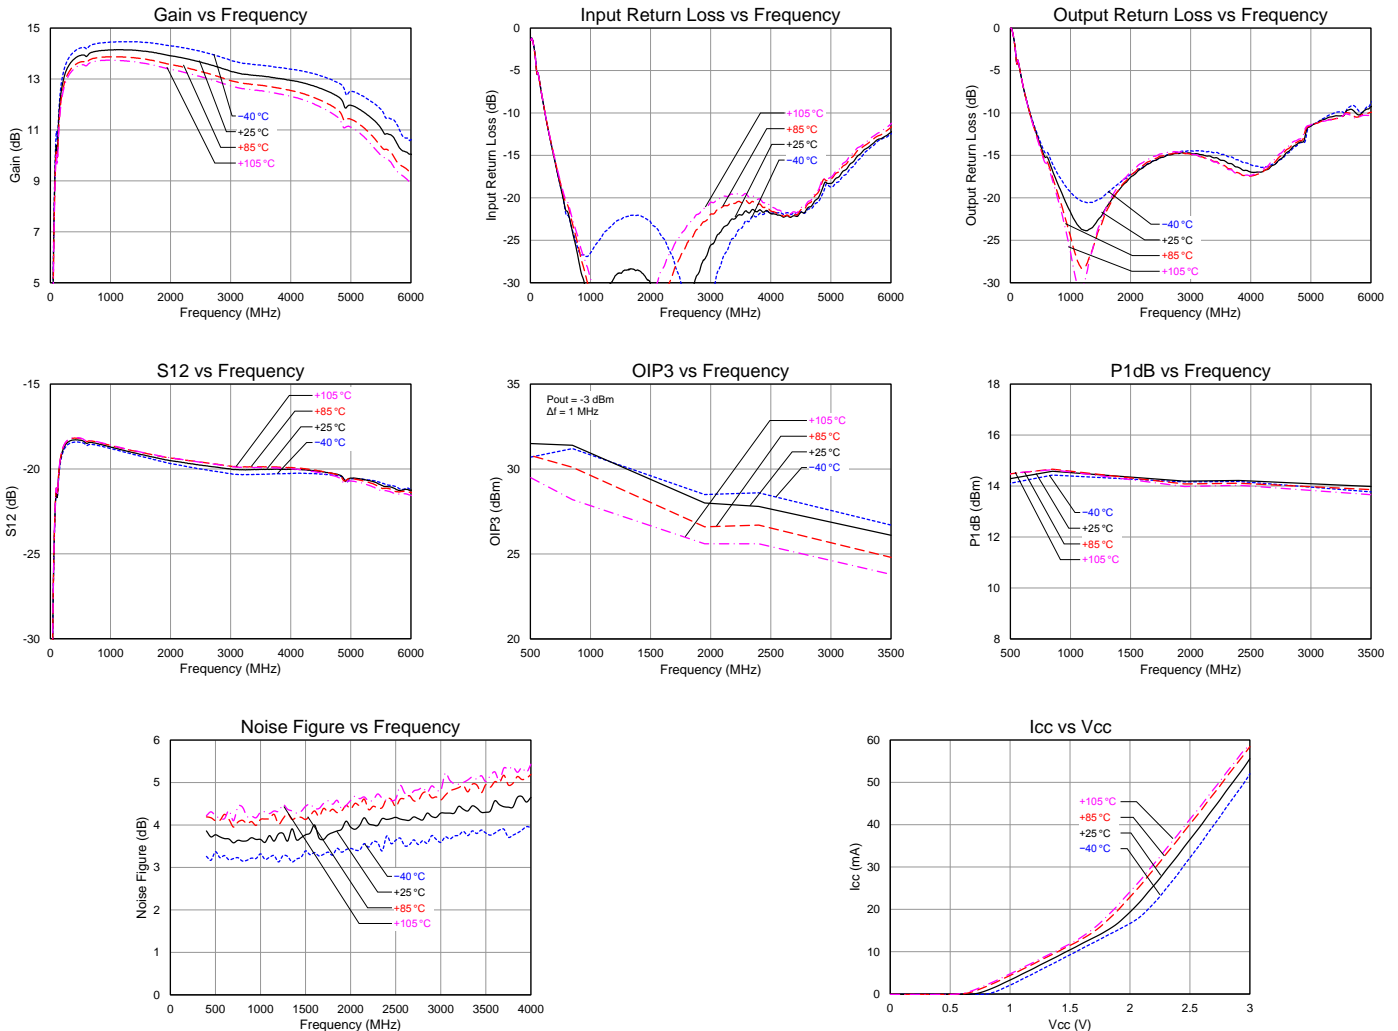 Gain vs Frequency
15
13
11
9
7
5
Gain (dB)
−40 °C
+25 °C
+85 °C
+105 °C
0 1000 2000 3000 4000 5000 6000
Frequency (MHz)
Input Return Loss vs Frequency
0
-5
-10
-15
-20
-25
-30
Input Return Loss (dB)
+105 °C
+85 °C
+25 °C
−40 °C
0 1000 2000 3000 4000 5000 6000
Frequency (MHz)
Output Return Loss vs Frequency
0
-5
-10
-15
-20
-25
-30
Output Return Loss (dB)
−40 °C
+25 °C
+85 °C
+105 °C
0 1000 2000 3000 4000 5000 6000
Frequency (MHz)
S12 vs Frequency
-15
-20
-25
-30
S12 (dB)
+105 °C
+85 °C
+25 °C
−40 °C
0 1000 2000 3000 4000 5000 6000
Frequency (MHz)
OIP3 vs Frequency
35
30
25
20
OIP3 (dBm)
Pout = -3 dBm
Δf = 1 MHz
+105 °C
+85 °C
+25 °C
−40 °C
500 1000 1500 2000 2500 3000 3500
Frequency (MHz)
P1dB vs Frequency
18
16
14
12
10
8
P1dB (dBm)
−40 °C
+25 °C
+85 °C
+105 °C
500 1000 1500 2000 2500 3000 3500
Frequency (MHz)
Noise Figure vs Frequency
6
5
4
3
2
1
0
Noise Figure (dB)
−40 °C
+25 °C
+85 °C
+105 °C
0 500 1000 1500 2000 2500 3000 3500 4000
Frequency (MHz)
Icc vs Vcc
60
50
40
30
20
10
0
Icc (mA)
+105 °C
+85 °C
+25 °C
−40 °C
0 0.5 1 1.5 2 2.5 3
Vcc (V)